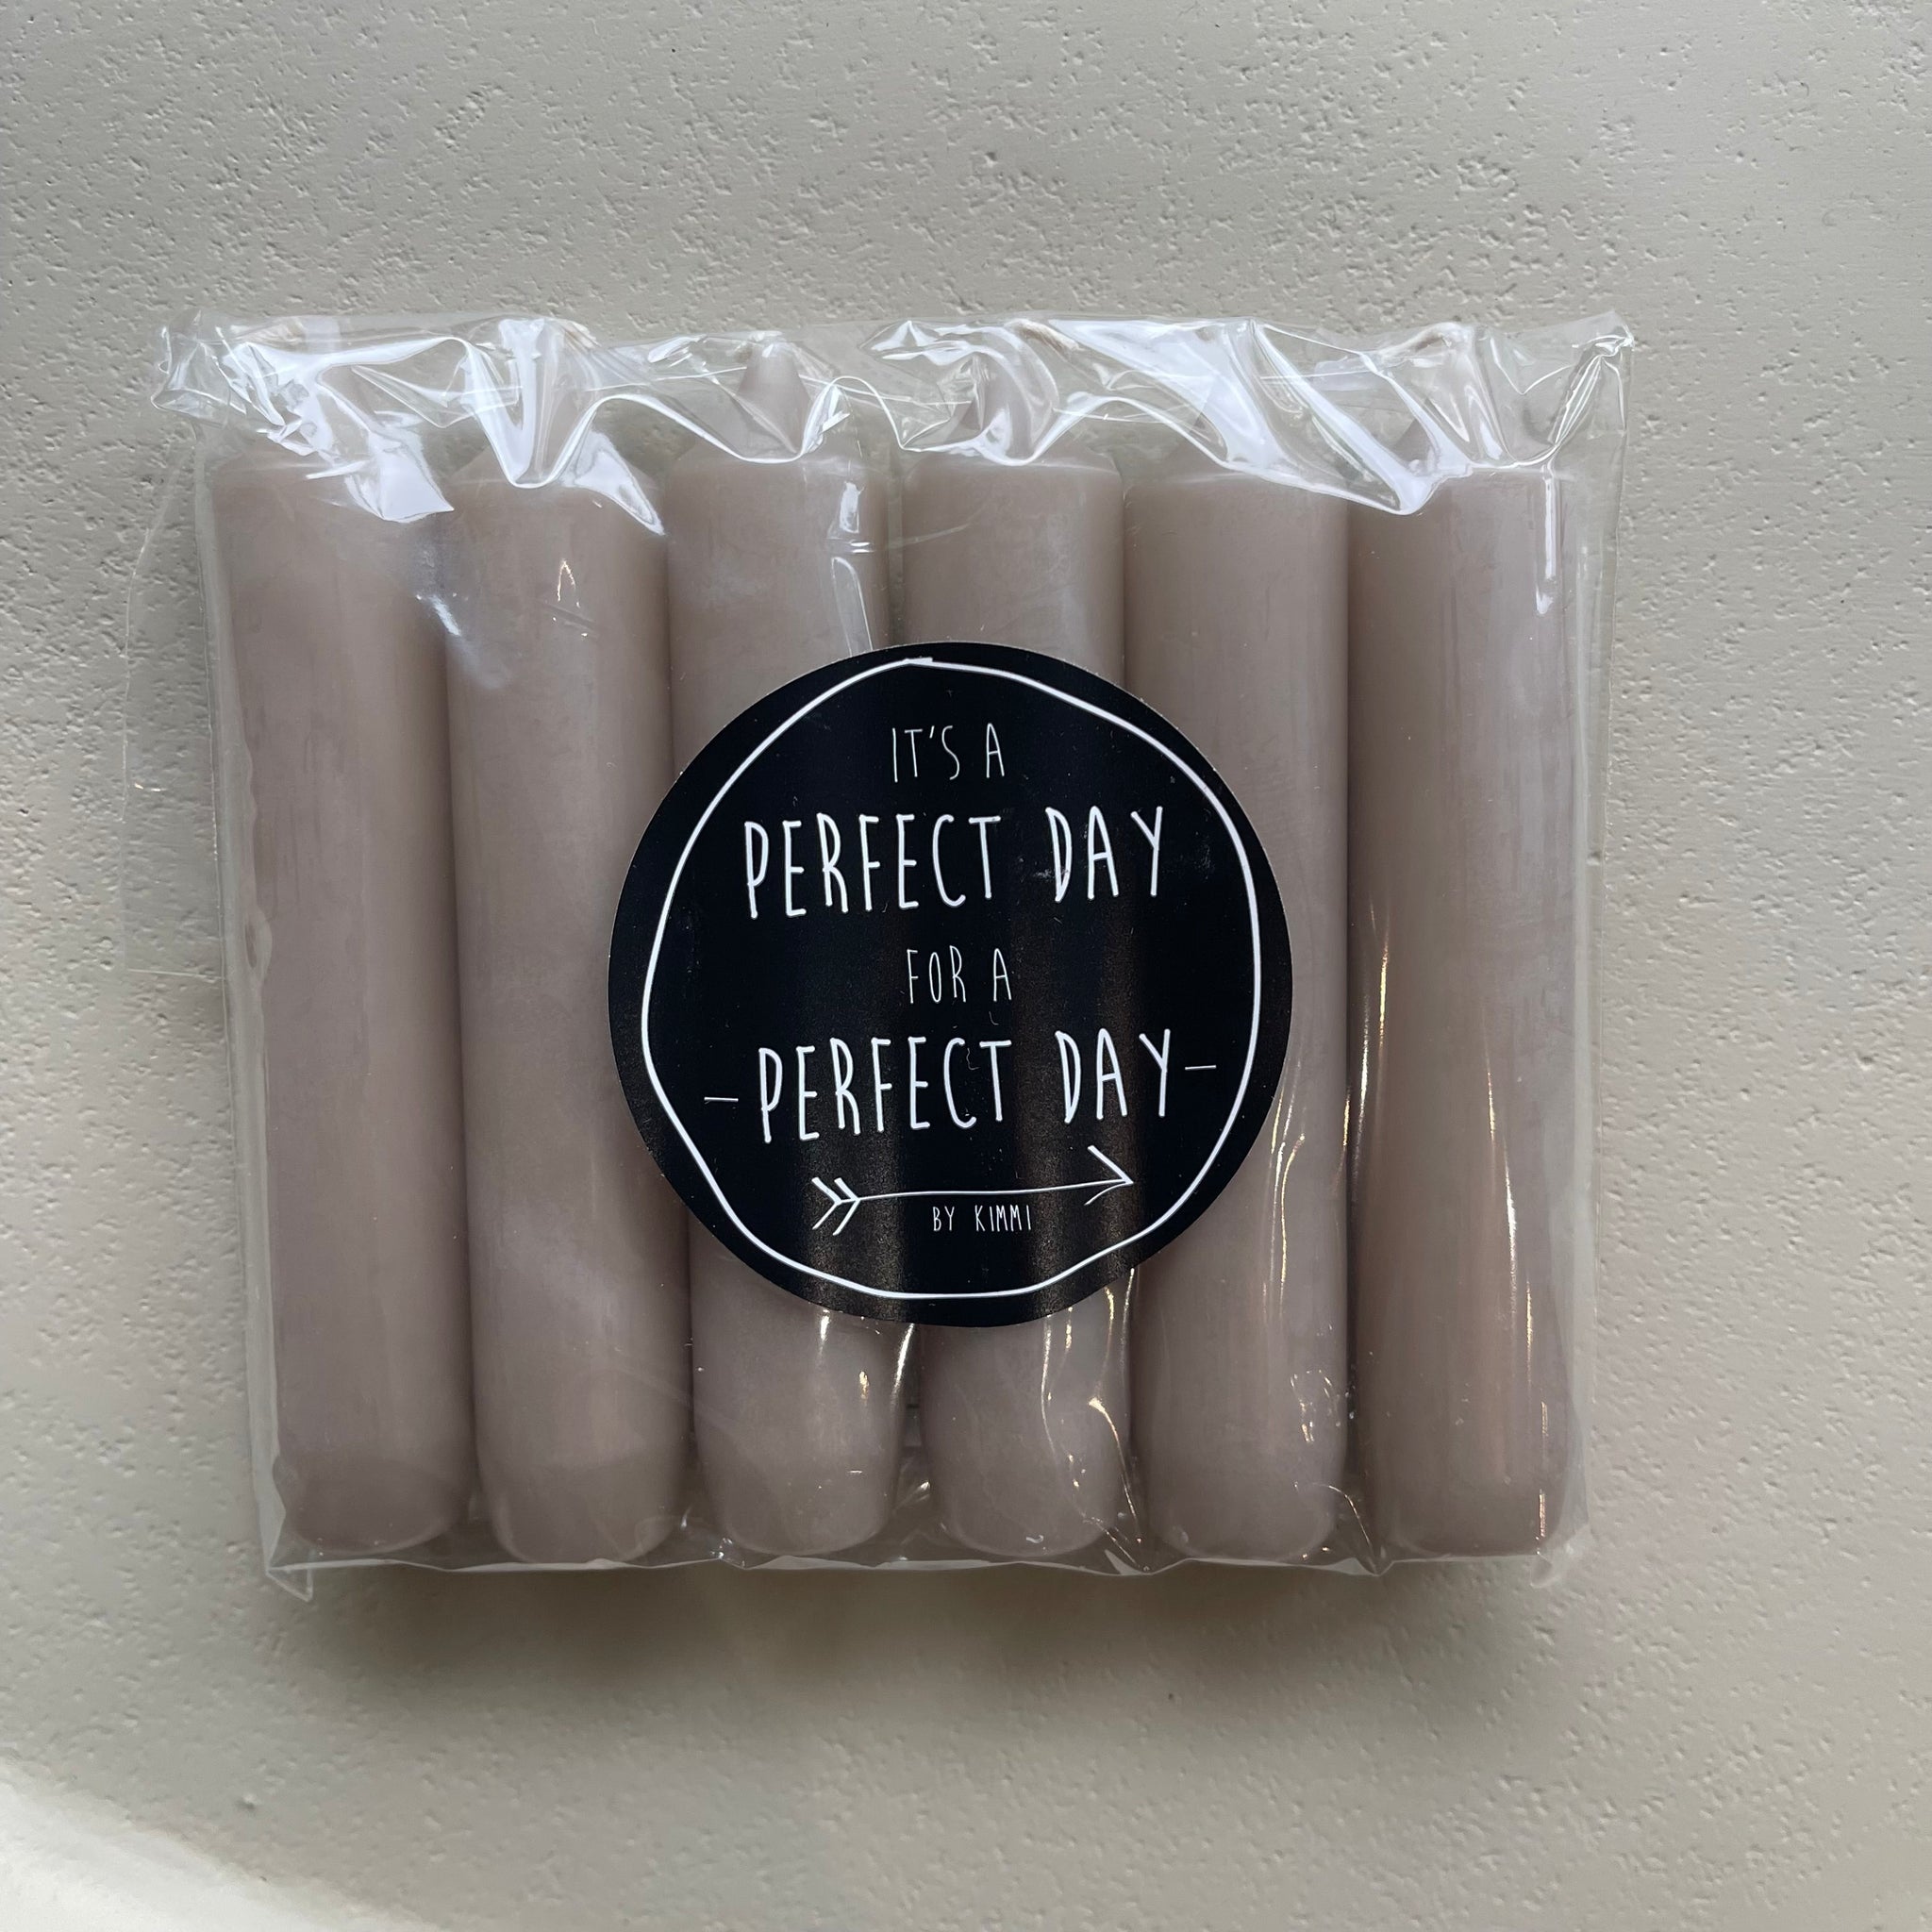 IT'S A
PERFECT DAY
FOR A
-PERFECT DAY-
BY KIMMI